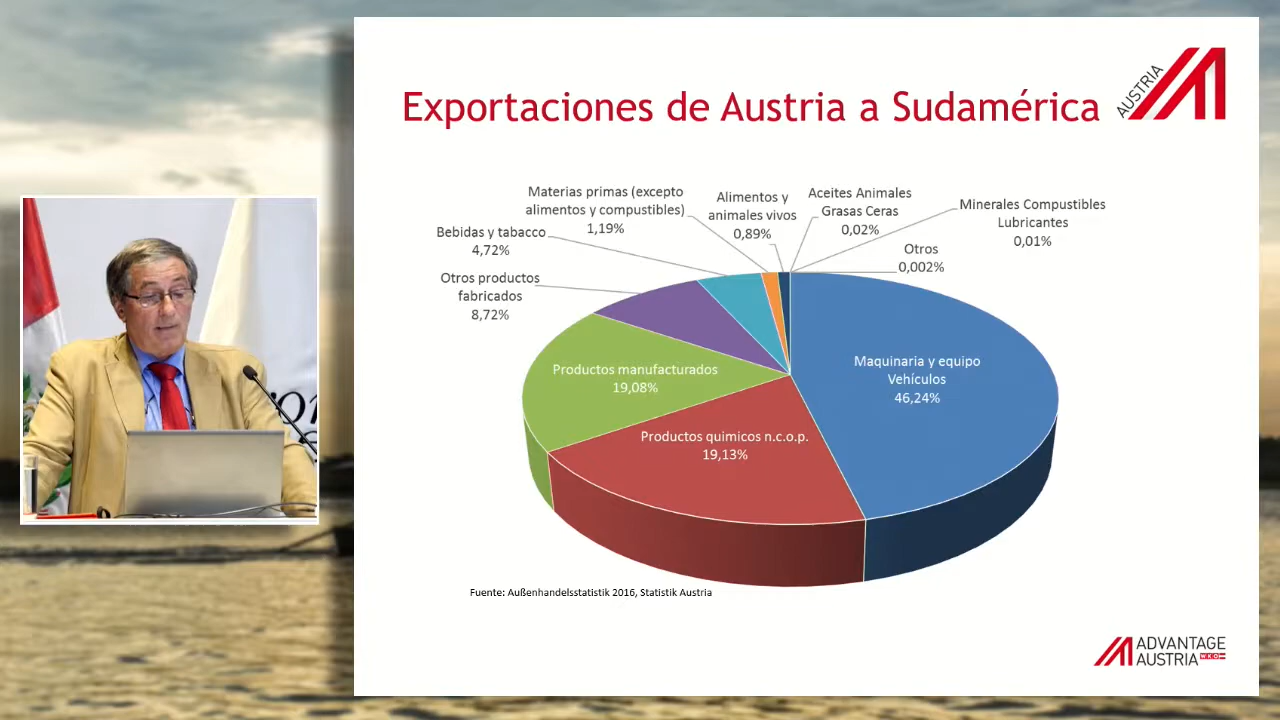 AUSTRIA
Exportaciones de Austria a Sudamérica
Materias primas (excepto
alimentos y compustibles)
1,19%
Alimentos y
animales vivos
0,89%
Aceites Animales
Grasas Ceras
0,02%
Minerales Compustibles
Lubricantes
0,01%
Bebidas y tabacco
4,72%
Otros
0,002%
Otros productos
fabricados
8,72%
Productos manufacturados
19,08%
Maquinaria y equipo
Vehículos
46,24%
Productos quimicos n.c.o.p.
19,13%
Fuente: Außenhandelsstatistik 2016, Statistik Austria
ADVANTAGE
AUSTRIA WKO